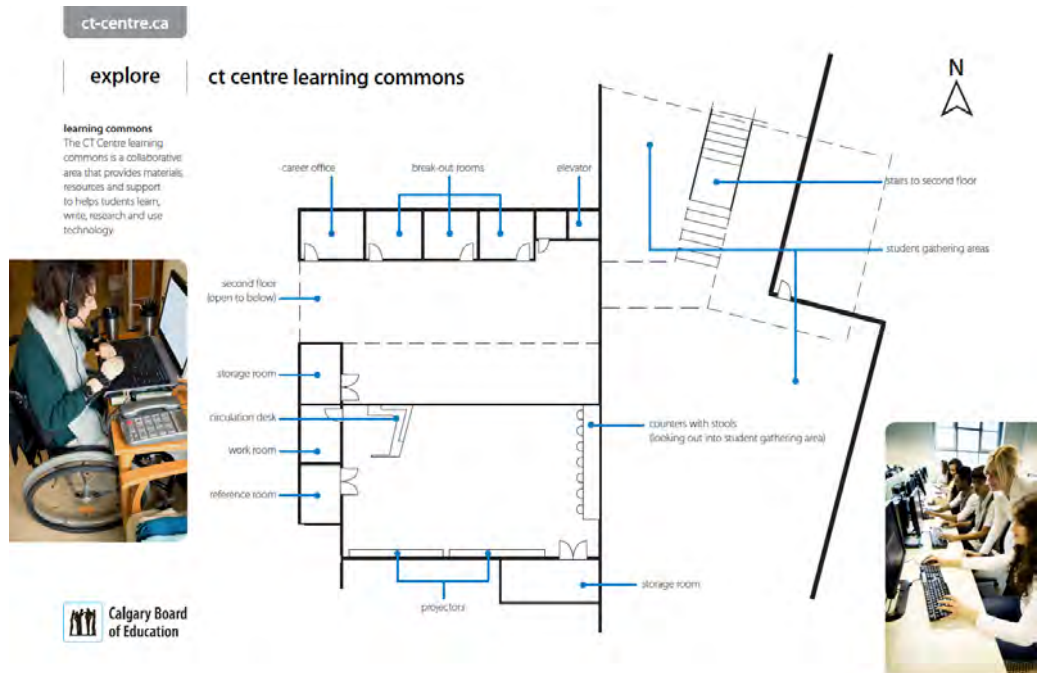 ct-centre.ca
explore
ct centre learning commons
N
learning commons
The CT Centre learning
commons is a collaborative
area that provides materials,
resources and support
to helps tudents learn,
write, research and use
technology.
career office
break-out rooms
elevator
stairs to second floor
student gathering areas
second floor
(open to below)
storage room
circulation desk
work room
reference room
counters with stools
(looking out into student gathering area)
projectors
storage room
Calgary Board
of Education